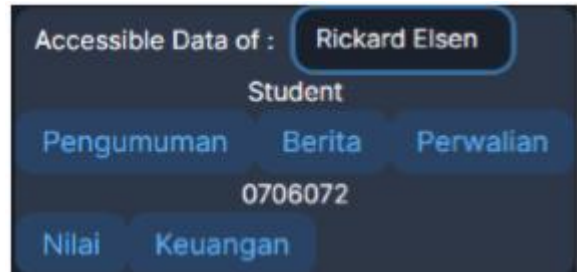 Accessible Data of : Rickard Elsen
Student
Pengumuman Berita Perwalian
0706072
Nilai Keuangan